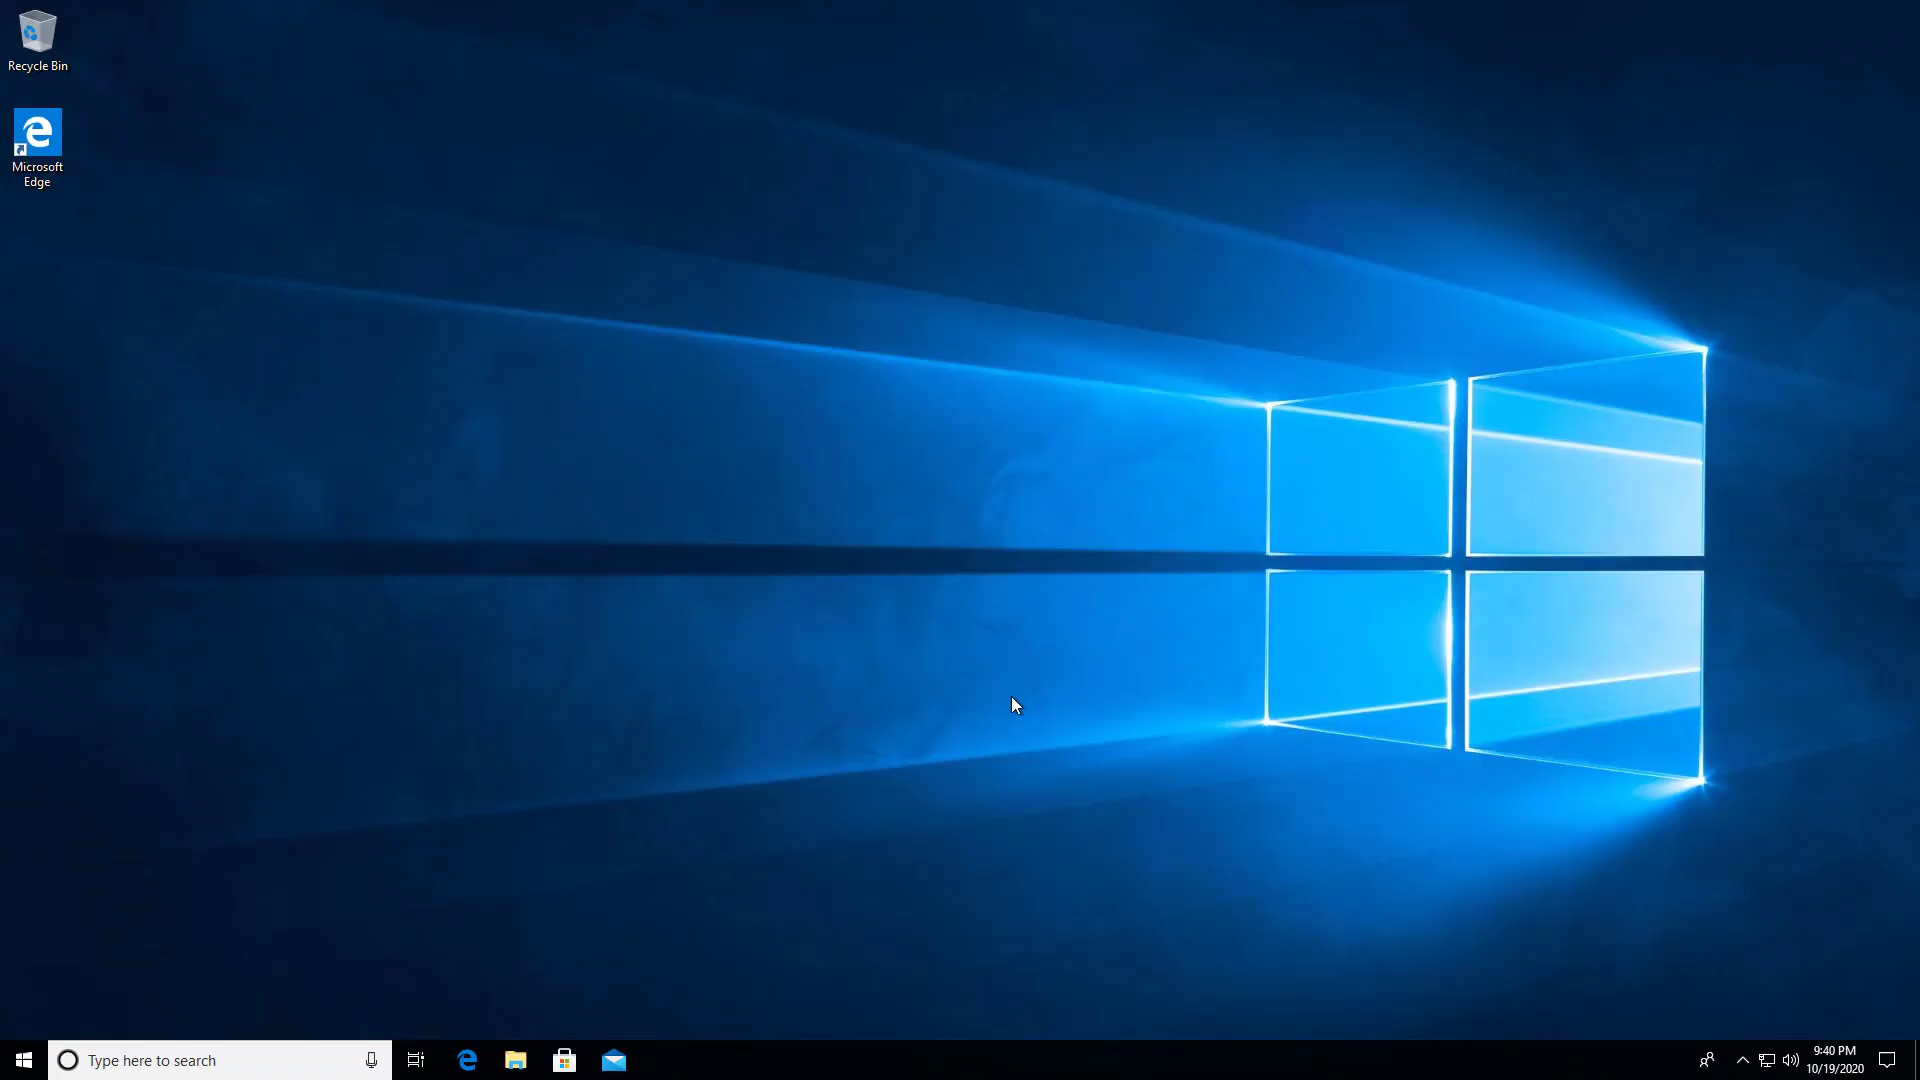 Recycle Bin
Microsoft
Edge
Type here to search
9:40 PM
10/19/2020